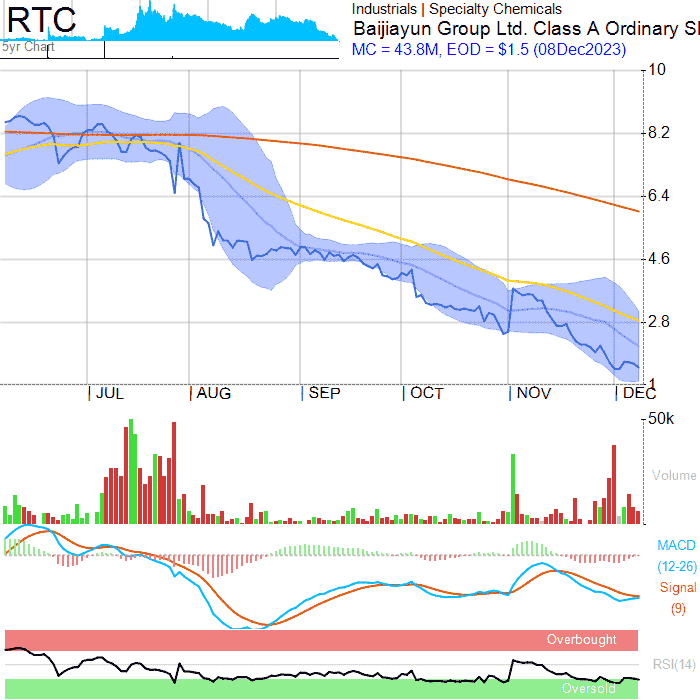 RTC
5yr Chart
Industrials | Specialty Chemicals
Baijiayun Group Ltd. Class A Ordinary
MC = 43.8M, EOD = $1.5 (08Dec2023)
10
8.2
6.4
4.6
2.8
1
JUL AUG SEP OCT NOV DEC
50k
Volume
MACD
(12-26)
Signal
(9)
Overbought
RSI(14)
Oversold